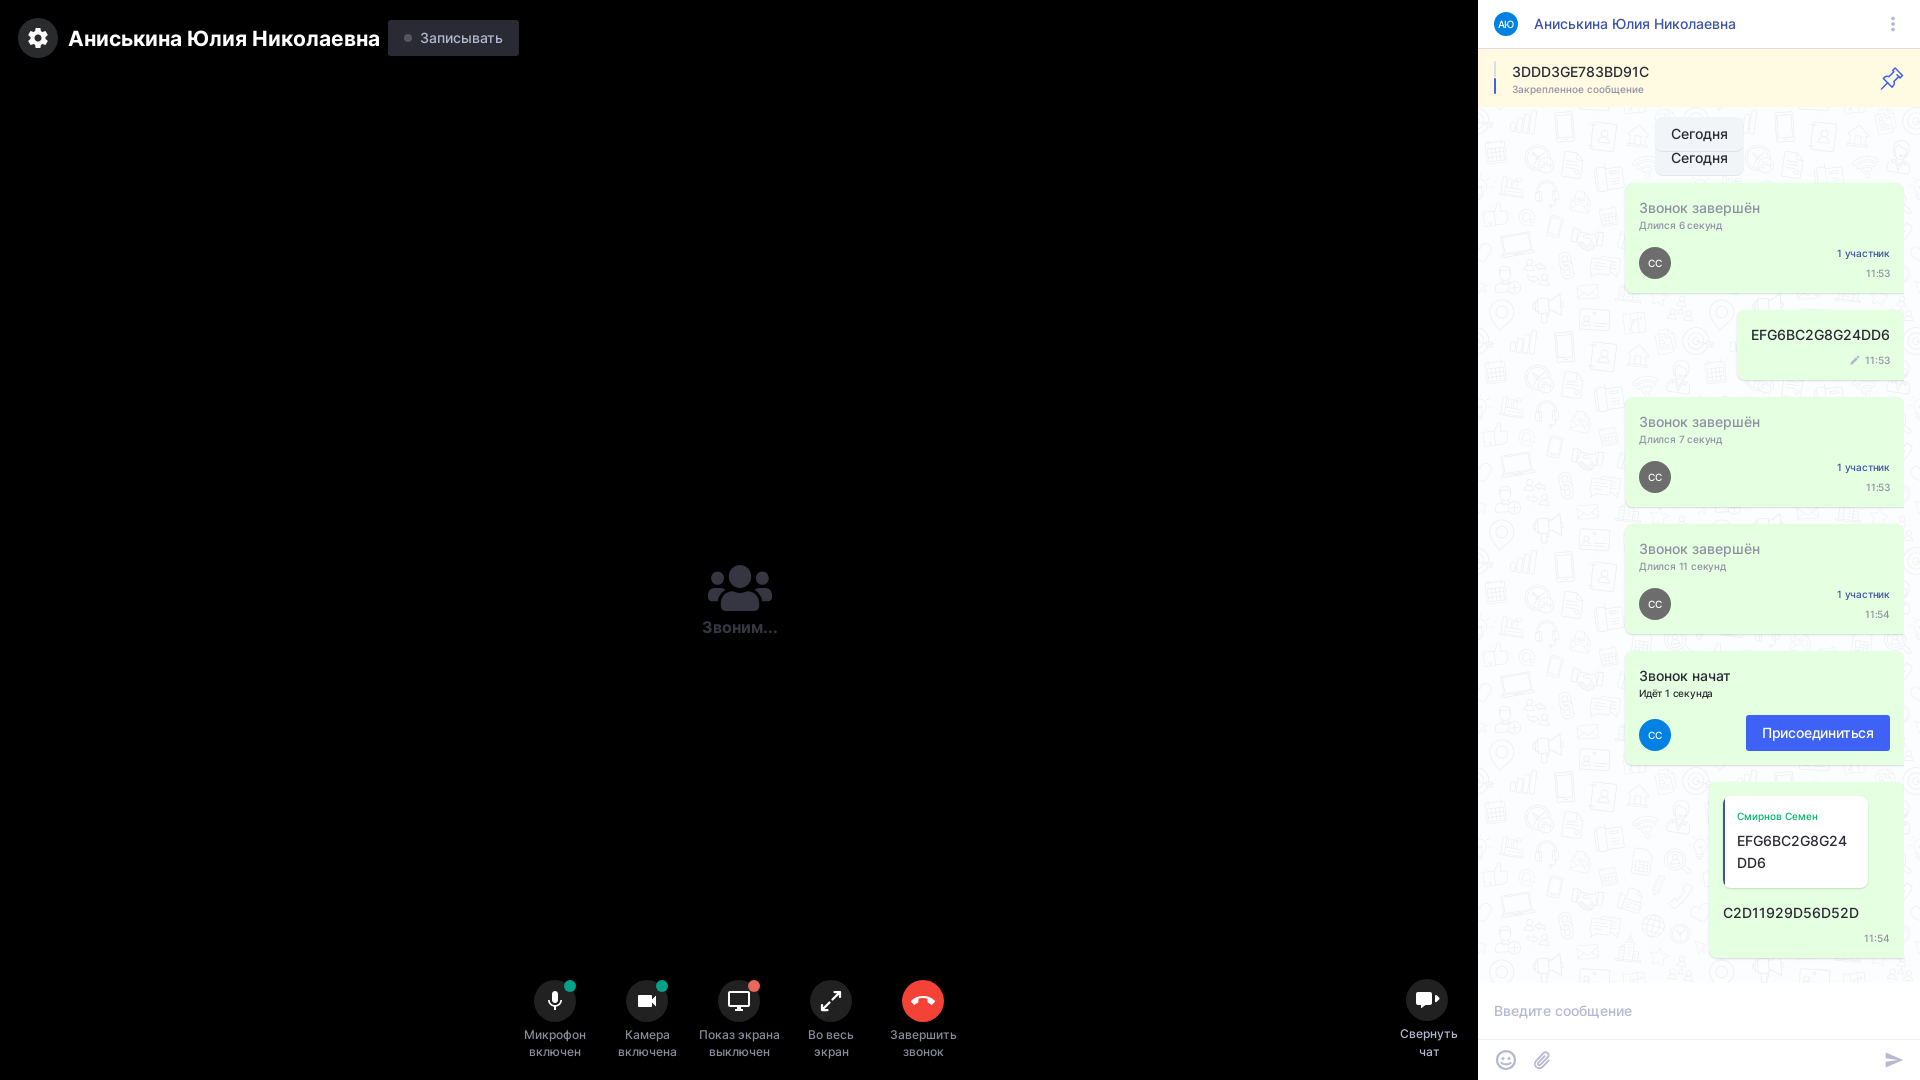 Аниськина Юлия Николаевна
Записывать
Звоним...
Микрофон
включен
Камера
включена
Показ экрана
выключен
Во весь
экран
Завершить
звонок
Свернуть
чат
АЮ
Аниськина Юлия Николаевна
3DDD3GE783BD91C
Закрепленное сообщение
Сегодня
Сегодня
Звонок завершён
Длился 6 секунд
СС
1 участник
11:53
EFG6BC2G8G24DD6
11:53
Звонок завершён
Длился 7 секунд
СС
1 участник
11:53
Звонок завершён
Длился 11 секунд
СС
1 участник
11:54
Звонок начат
Идёт 1 секунда
СС
Присоединиться
Смирнов Семен
EFG6BC2G8G24
DD6
C2D11929D56D52D
11:54
Введите сообщение